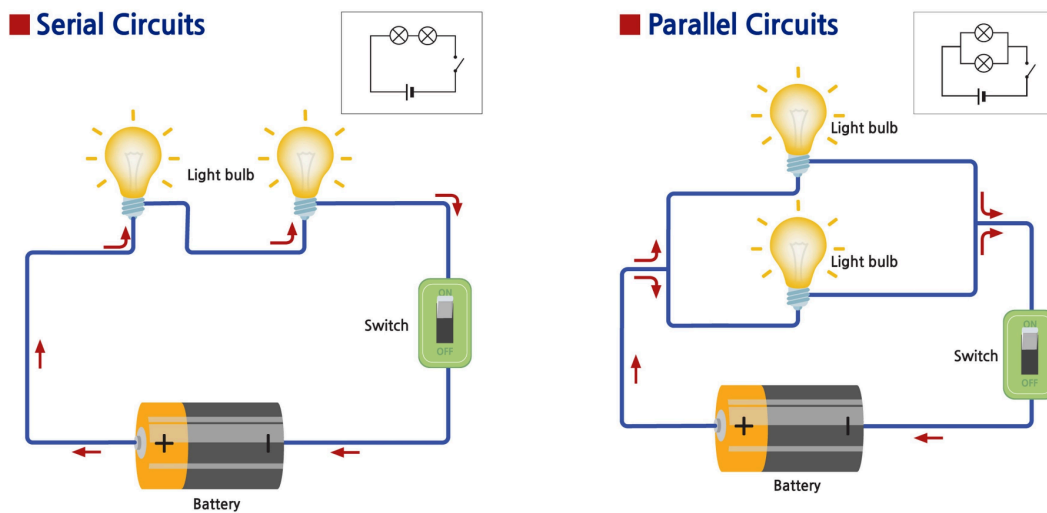 Serial Circuits
Light bulb
ON
OFF
Switch
+
-
Battery
Parallel Circuits
Light bulb
Light bulb
ON
OFF
Switch
+
-
Battery